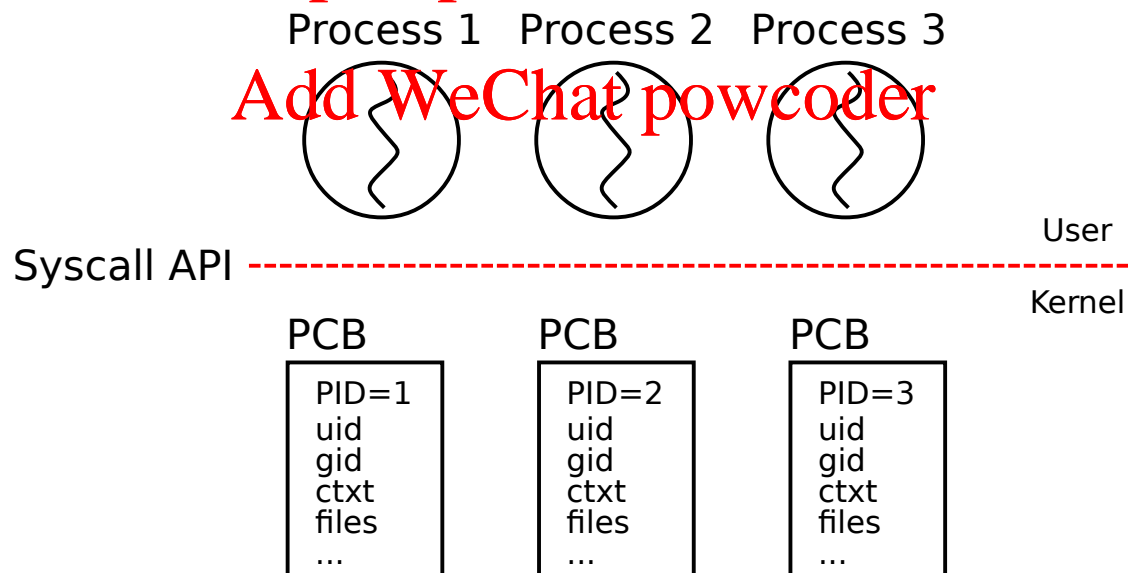 Process 1 Process 2 Process 3
Add WeChat powcoder
User
Syscall API
Kernel
PCB PCB PCB
PID=1 PID=2 PID=3
uid uid uid
gid gid gid
ctxt ctxt ctxt
files files files
... ... ...